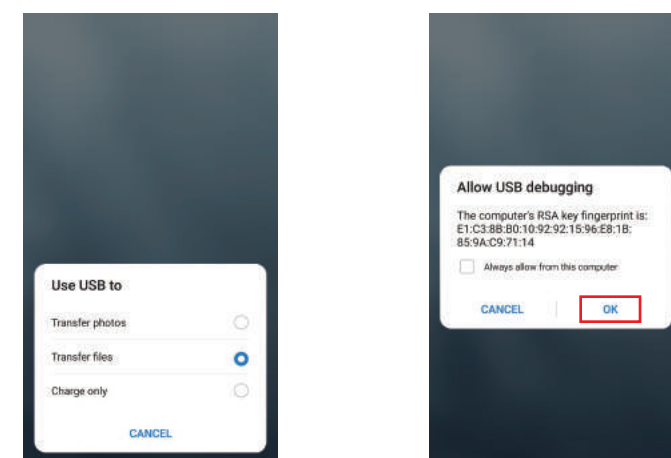 Use USB to
Transfer photos
Transfer files
Charge only
CANCEL
Allow USB debugging
The computer's RSA key fingerprint is:
E1:C3:8B:B0:10:92:92:15:96:E8:1B:
85:9A:C9:71:14
Always allow from this computer
CANCEL
OK